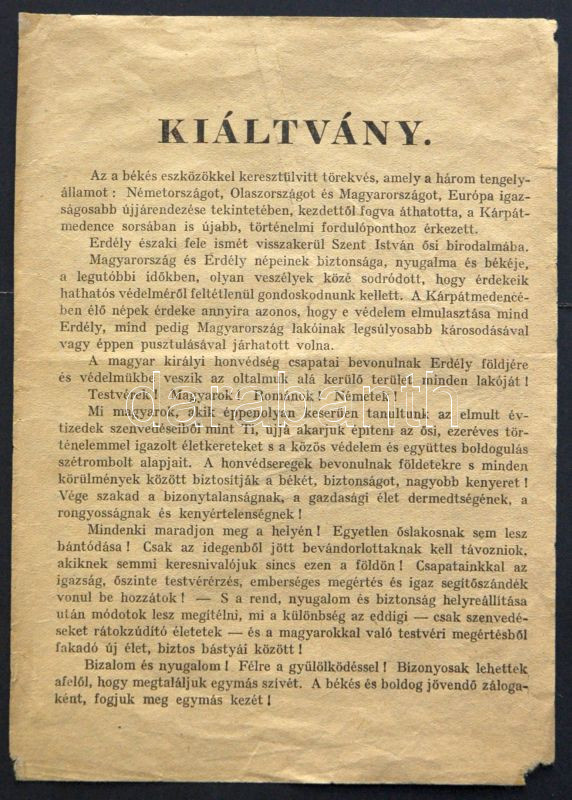 KIÁLTVÁNY.
Az a békés eszközökkel keresztülvitt törekvés, amely a három tengely-
államot : Németországot, Olaszországot és Magyarországot, Európa igaz-
ságosabb újjárendezése tekintetében, kezdettől fogva áthatotta, a Kárpát-
medence sorsában is újabb, történelmi fordulóponthoz érkezett.
Erdély északi fele ismét visszakerül Szent István ősi birodalmába.
Magyarország és Erdély népeinek biztonsága, nyugalma és békéje,
a legutóbbi időkben, olyan veszélyek közé sodródott, hogy érdekeik
hathatós védelméről feltétlenül gondoskodnunk kellett. A Kárpátmedencé-
ben élő népek érdeke annyira azonos, hogy e védelem elmulasztása mind
Erdély, mind pedig Magyarország lakóinak legsúlyosabb károsodásával
vagy éppen pusztulásával járhatott volna.
A magyar királyi honvédség csapatai bevonulnak Erdély földjére
és védelmükbe veszik az oltalmuk alá kerülő terület minden lakóját !
Testvérek ! Magyarok ! Románok ! Németek !
Mi magyarok, akik éppenpolyan keserűen tanultunk az elmult év-
tizedek szenvedéseiből mint Ti, ujjá akarjuk épiteni az ősi, ezeréves tör-
ténelemmel igazolt életkereteket s a közös védelem és együttes boldogulás
szétrombolt alapjait. A honvédseregek bevonulnak földetekre s minden
körülmények között biztosítják a békét, biztonságot, nagyobb kenyeret !
Vége szakad a bizonytalanságnak, a gazdasági élet dermedtségének, a
rongyosságnak és kenyértelenségnek !
Mindenki maradjon meg a helyén ! Egyetlen őslakosnak sem lesz
bántódása ! Csak az idegenből jött bevándorlottaknak kell távozniok,
akiknek semmi keresnivalójuk sincs ezen a földön ! Csapatainkkal az
igazság, őszinte testvérérzés, emberséges megértés és igaz segitőszándék
vonul be hozzátok ! — S a rend, nyugalom és biztonság helyreállítása
után módotok lesz megítélni, mi a különbség az eddigi — csak szenvedé-
seket rátokzúdító életetek — és a magyarokkal való testvéri megértésből
fakadó új élet, biztos bástyái között !
Bizalom és nyugalom ! Félre a gyűlölködéssel ! Bizonyosak lehettek
afelől, hogy megtaláljuk egymás szívét. A békés és boldog jövendő záloga-
ként, fogjuk meg egymás kezét !
darabanth